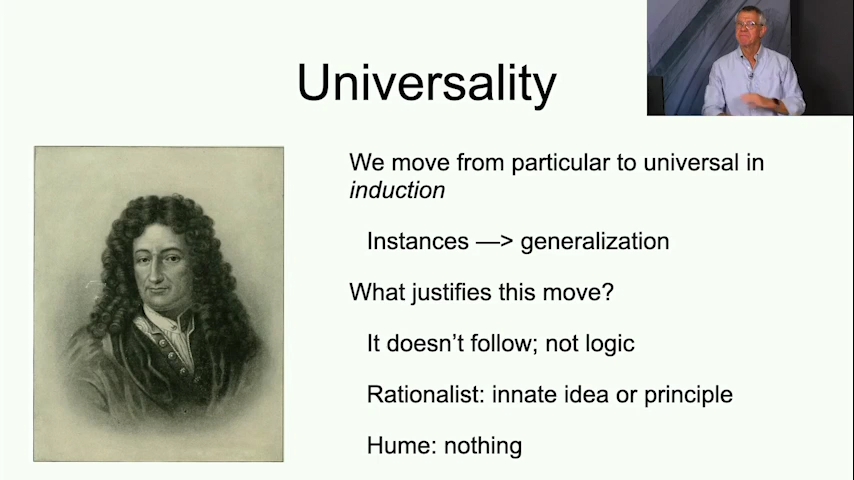 Universality
We move from particular to universal in
induction
Instances —> generalization
What justifies this move?
It doesn’t follow; not logic
Rationalist: innate idea or principle
Hume: nothing